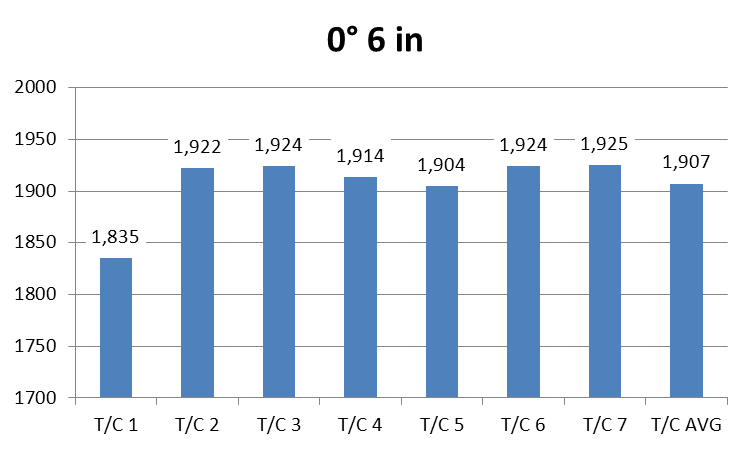 0° 6 in
2000
1950
1900
1850
1800
1750
1700
1,835
1,922
1,924
1,914
1,904
1,924
1,925
1,907
T/C 1
T/C 2
T/C 3
T/C 4
T/C 5
T/C 6
T/C 7
T/C AVG